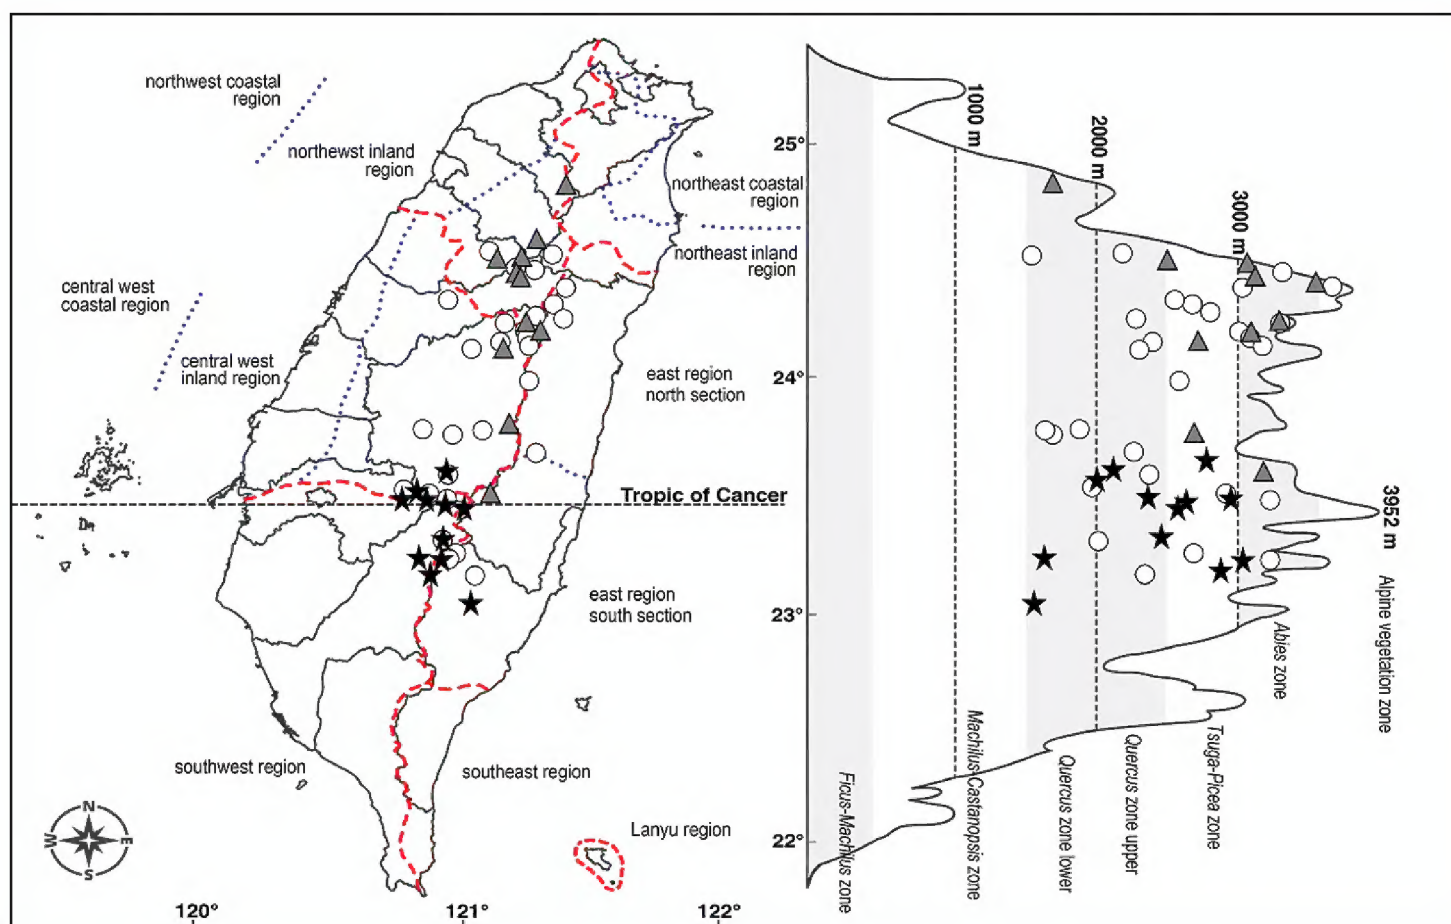 northwest coastal
region
northewst inland
region
northeast coastal
region
northeast inland
region
central west
coastal region
central west
inland region
east region
north section
Tropic of Cancer
east region
south section
southwest region
southeast region
Lanyu region
N
W
E
S
120°
121°
122°
25°
24°
23°
22°
1000 m
2000 m
3000 m
3952 m
Ficus-Machilus zone
Machilus-Castanopsis zone
Quercus zone lower
Quercus zone upper
Tsuga-Picea zone
Abies zone
Alpine vegetation zone